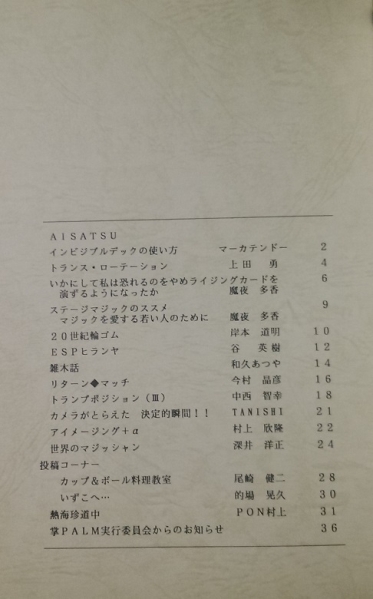 AISATSU
インビジブルデックの使い方 マーカテンドー 2
トランス・ローテーション 上田 勇 4
いかにして私は恐れるのをやめライジングカードを 6
演ずるようになったか 魔夜 多香
ステージマジックのススメ 9
マジックを愛する若い人のために 魔夜 多香
20世紀輪ゴム 岸本 道明 10
ESPヒランヤ 谷 英樹 12
雑木話 和久あつや 14
リターン◆マッチ 今村 晶彦 16
トランプポジション(Ⅲ) 中西 智幸 18
カメラがとらえた 決定的瞬間!! TANISHI 21
アイメージング+α 村上 欣隆 22
世界のマジッシャン 深井 洋正 24
投稿コーナー
カップ&ボール料理教室 尾崎 健二 28
いずこへ… 的場 晃久 30
熱海珍道中 PON村上 31
掌PALM実行委員会からのお知らせ 36